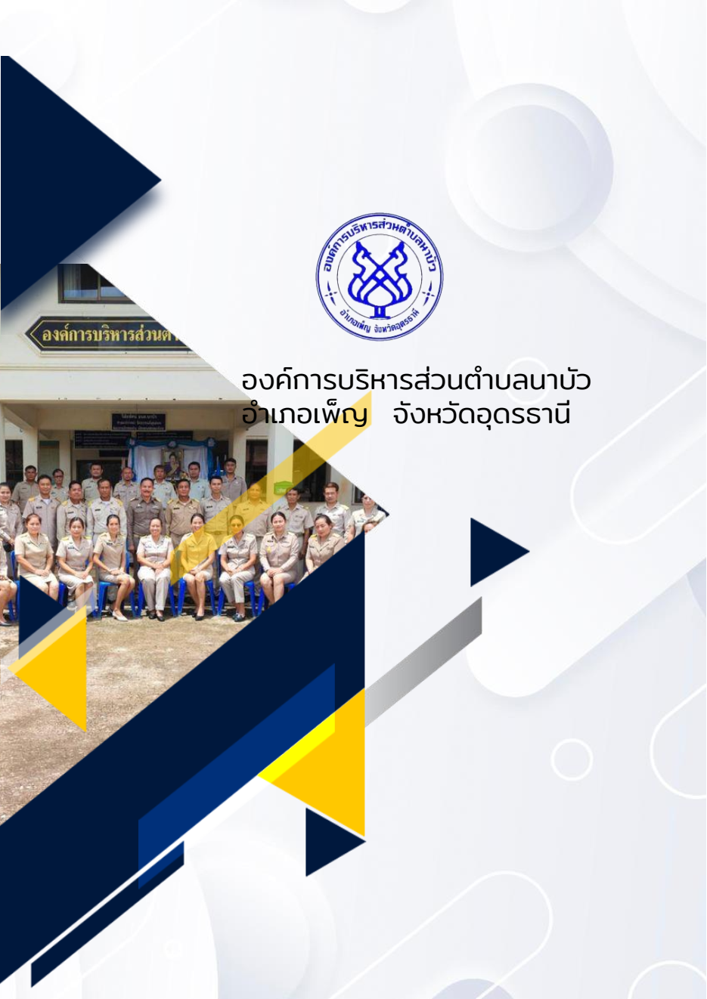 องค์การบริหารส่วนตำบลนาบัว
อำเภอเพ็ญ จังหวัดอุดรธานี
องค์การบริหารส่วนต
องค์การบริหารส่วนตำบลนาบัว
อำเภอเพ็ญ จังหวัดอุดรธานี